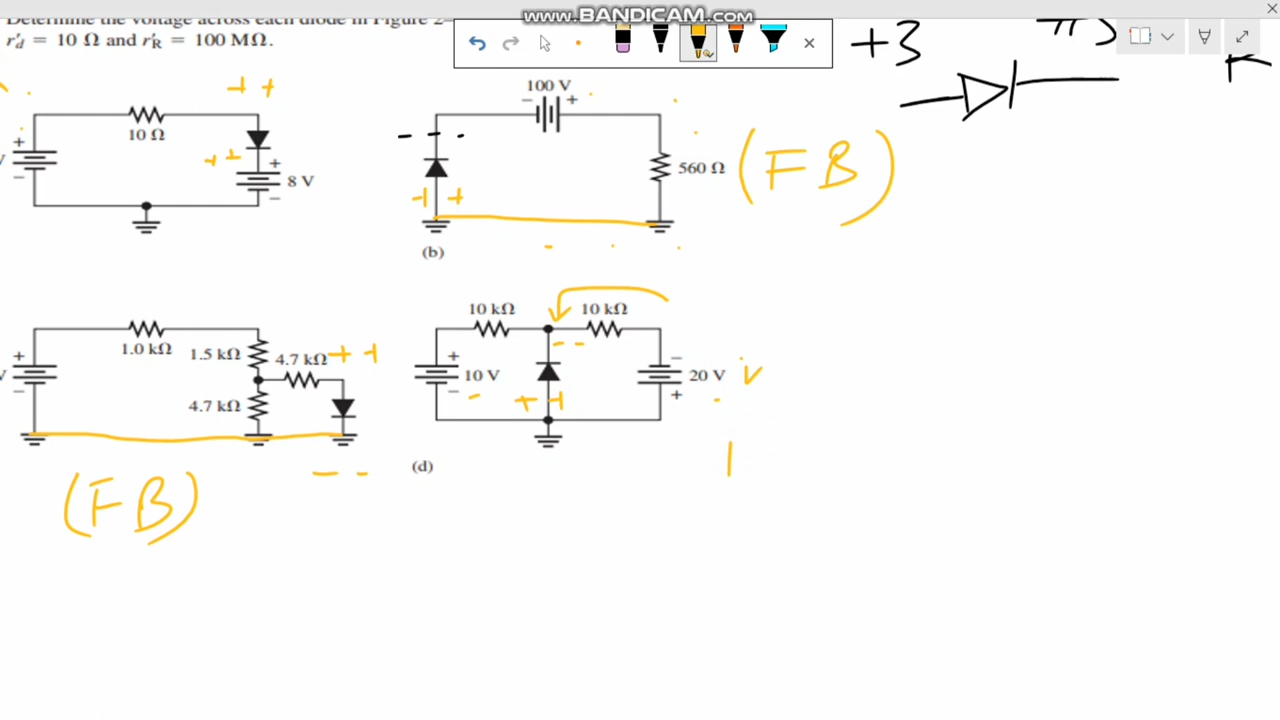 www.BANDICAM.com
Determine the voltage across each diode in Figure 2–
r′d = 10 Ω and r′R = 100 MΩ.
+3
+ +
100 V
- +
+
10 Ω
- - -
+ +
+
-
8 V
-
560 Ω
(FB)
+ +
(b)
10 kΩ
10 kΩ
+
1.0 kΩ
1.5 kΩ
4.7 kΩ
+ +
- -
+
10 V
-
-
20 V
+
-
4.7 kΩ
+ +
- -
(d)
(FB)